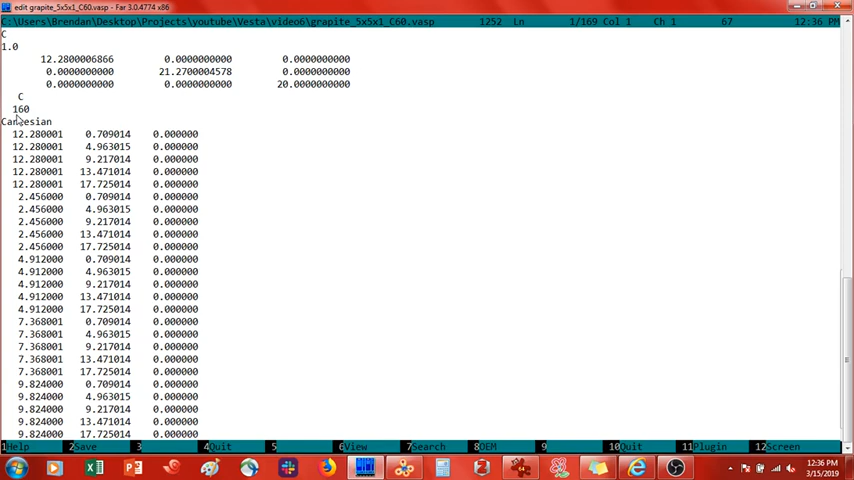 edit grapite_5x5x1_C60.vasp - Far 3.0.4774 x86
C:\Users\Brendan\Desktop\Projects\youtube\Vesta\video6\grapite_5x5x1_C60.vasp 1252 Ln 1/169 Col 1 Ch 1 67 12:36 PM
C
1.0
12.2800006866 0.0000000000 0.0000000000
0.0000000000 21.2700004578 0.0000000000
0.0000000000 0.0000000000 20.0000000000
C
160
Cartesian
12.280001 0.709014 0.000000
12.280001 4.963015 0.000000
12.280001 9.217014 0.000000
12.280001 13.471014 0.000000
12.280001 17.725014 0.000000
2.456000 0.709014 0.000000
2.456000 4.963015 0.000000
2.456000 9.217014 0.000000
2.456000 13.471014 0.000000
2.456000 17.725014 0.000000
4.912000 0.709014 0.000000
4.912000 4.963015 0.000000
4.912000 9.217014 0.000000
4.912000 13.471014 0.000000
4.912000 17.725014 0.000000
7.368001 0.709014 0.000000
7.368001 4.963015 0.000000
7.368001 9.217014 0.000000
7.368001 13.471014 0.000000
7.368001 17.725014 0.000000
9.824000 0.709014 0.000000
9.824000 4.963015 0.000000
9.824000 9.217014 0.000000
9.824000 13.471014 0.000000
9.824000 17.725014 0.000000
1Help 2Save 3 4Quit 5 6View 7Search 8OEM 9 10Quit 11Plugin 12Screen
12:36 PM
3/15/2019